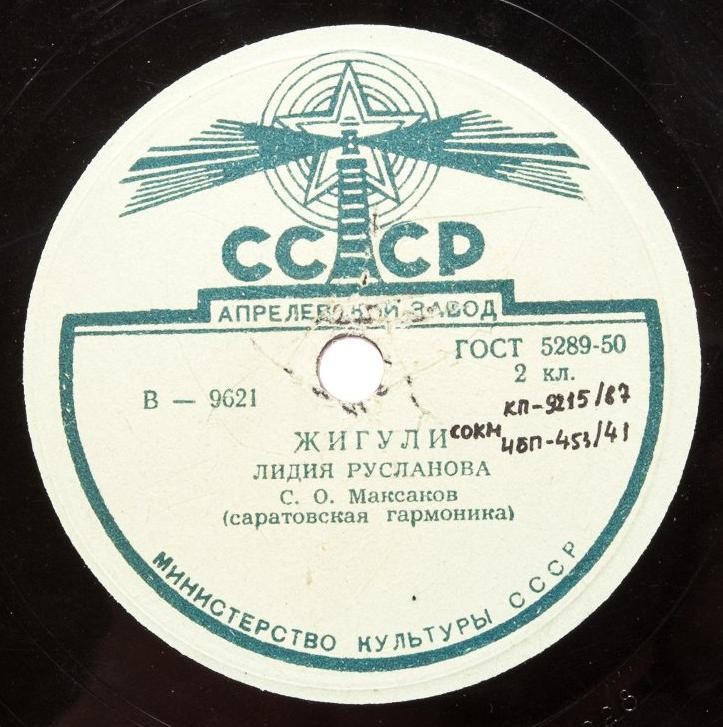 СССР
АПРЕЛЕВСКИЙ ЗАВОД
ГОСТ 5289-50
2 кл.
В — 9621
КП-9215/87
СОКМ
ЧБП-453/41
ЖИГУЛИ
ЛИДИЯ РУСЛАНОВА
С. О. Максаков
(саратовская гармоника)
МИНИСТЕРСТВО КУЛЬТУРЫ СССР